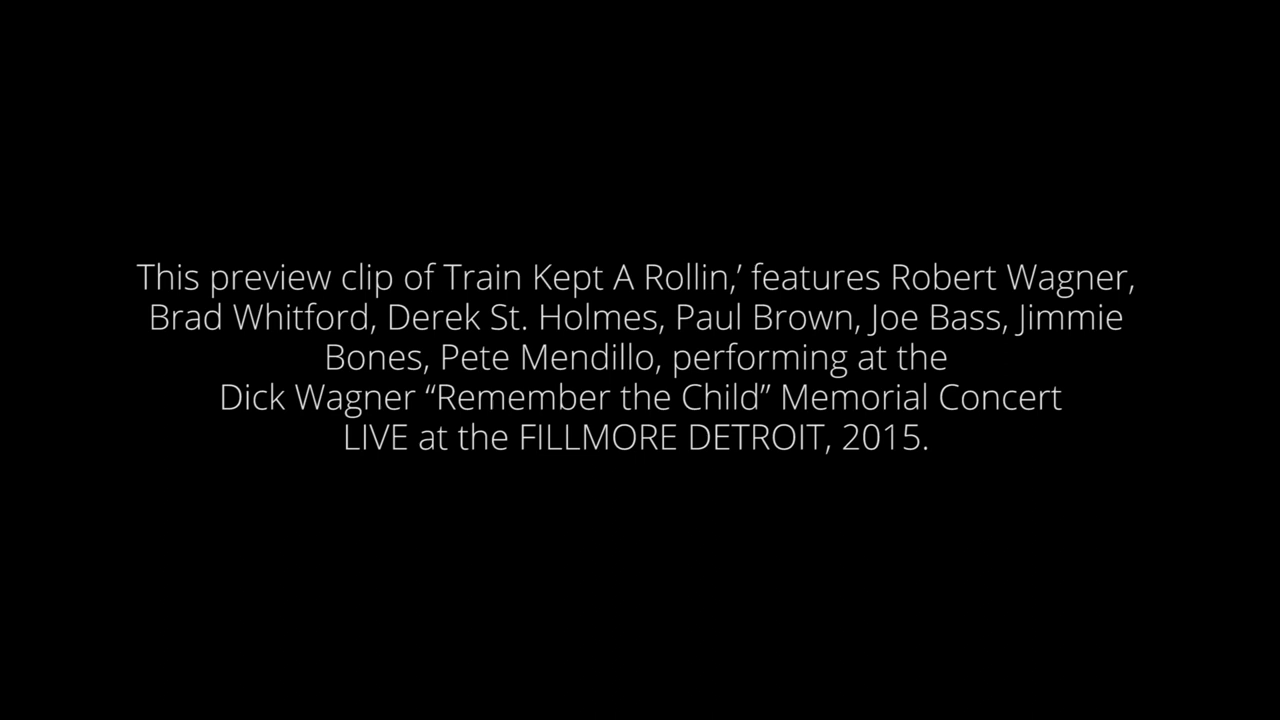 This preview clip of Train Kept A Rollin,’ features Robert Wagner,
Brad Whitford, Derek St. Holmes, Paul Brown, Joe Bass, Jimmie
Bones, Pete Mendillo, performing at the
Dick Wagner “Remember the Child” Memorial Concert
LIVE at the FILLMORE DETROIT, 2015.